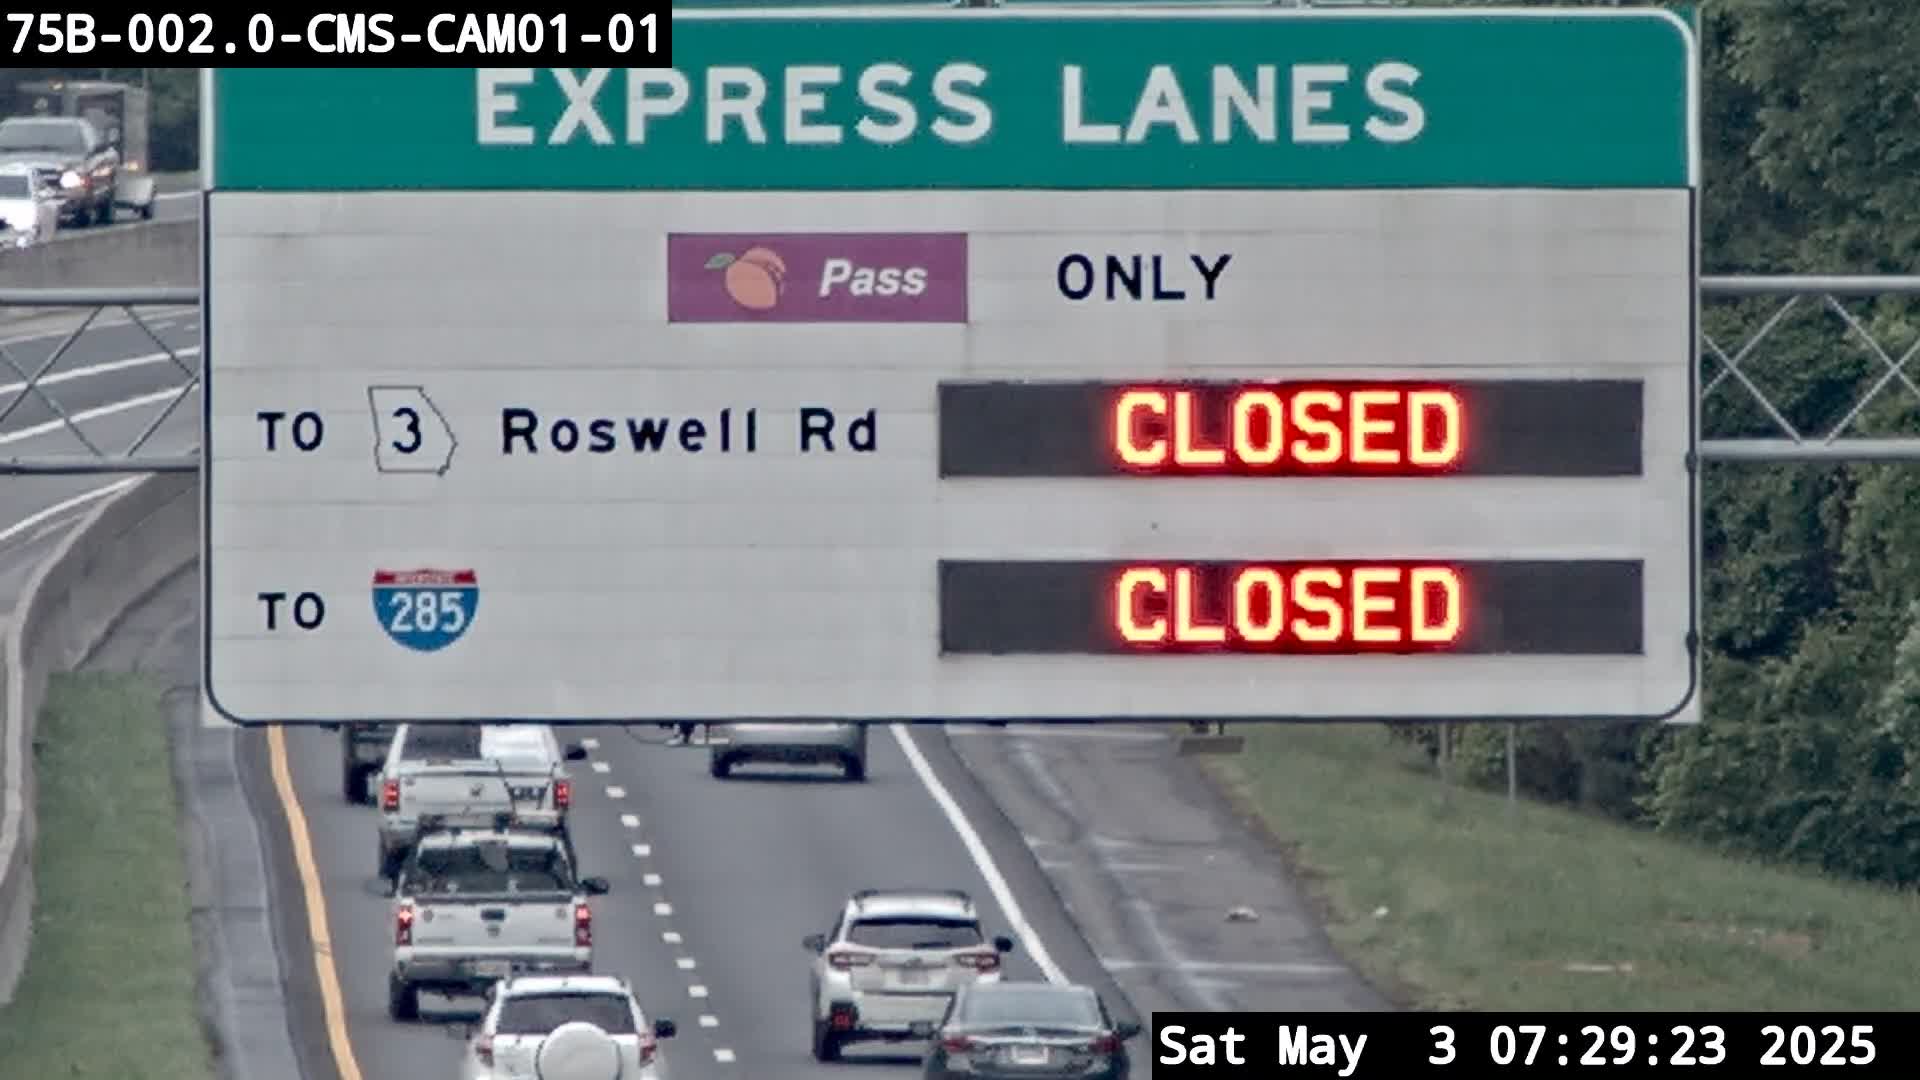 75B-002.0-CMS-CAM01-01
EXPRESS LANES
Pass ONLY
TO 3 Roswell Rd CLOSED
TO 285 CLOSED
Sat May 3 07:29:23 2025